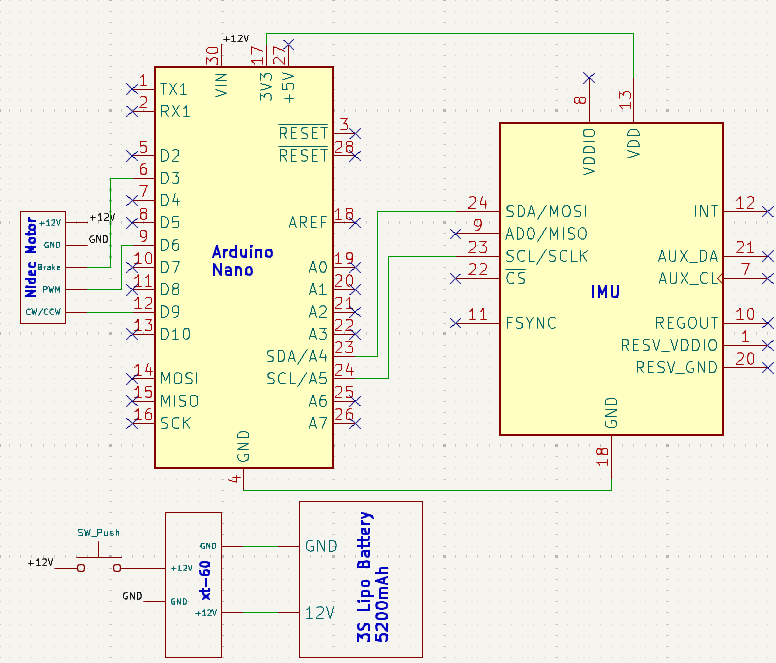 +12V
30
17
27
VIN
3V3
+5V
1
TX1
2
RX1
5
D2
6
D3
7
D4
8
D5
9
D6
10
D7
11
D8
12
D9
13
D10
14
MOSI
15
MISO
16
SCK
RESET
3
RESET
28
AREF
18
A0
19
A1
20
A2
21
A3
22
SDA/A4
23
SCL/A5
24
A6
25
A7
26
GND
4
Arduino
Nano
Nidec Motor
+12V
GND
Brake
PWM
CW/CCW
+12V
GND
8
13
VDDIO
VDD
24
SDA/MOSI
9
AD0/MISO
23
SCL/SCLK
22
CS
11
FSYNC
INT
12
AUX_DA
21
AUX_CL
7
REGOUT
10
RESV_VDDIO
1
RESV_GND
20
GND
18
IMU
SW_Push
+12V
GND
GND
+12V
GND
+12V
xt-60
GND
12V
3S Lipo Battery
5200mAh